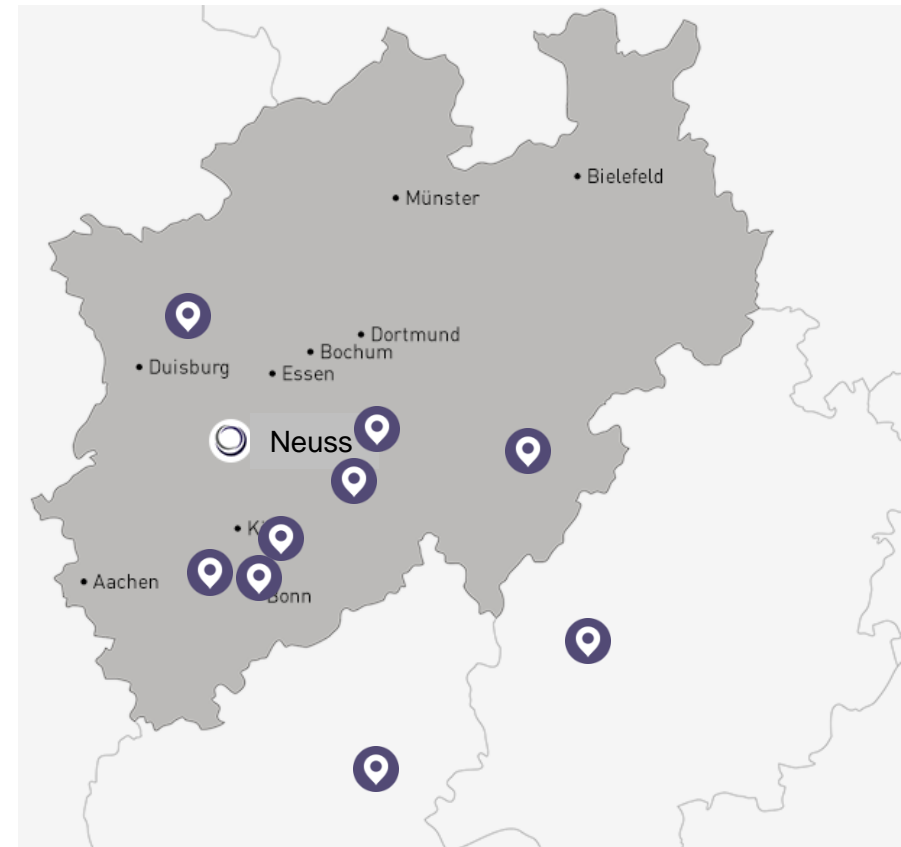 Bielefeld
Münster
Dortmund
Bochum
Duisburg
Essen
Neuss
Aachen
Bonn